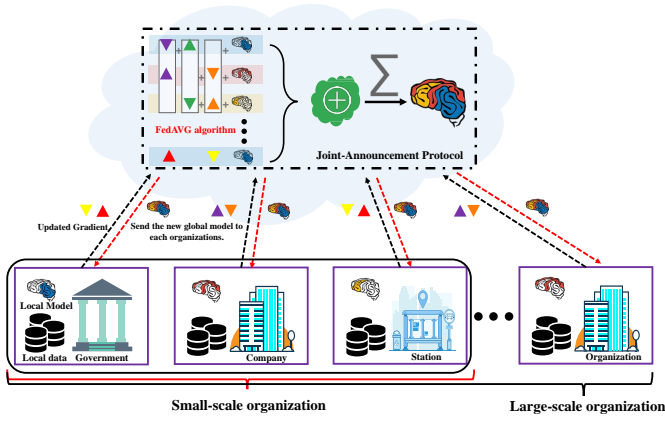 FedAVG algorithm
Joint-Announcement Protocol
Updated Gradient
Send the new global model to
each organizations.
Local Model
Local data
Government
Company
Station
Organization
Small-scale organization
Large-scale organization